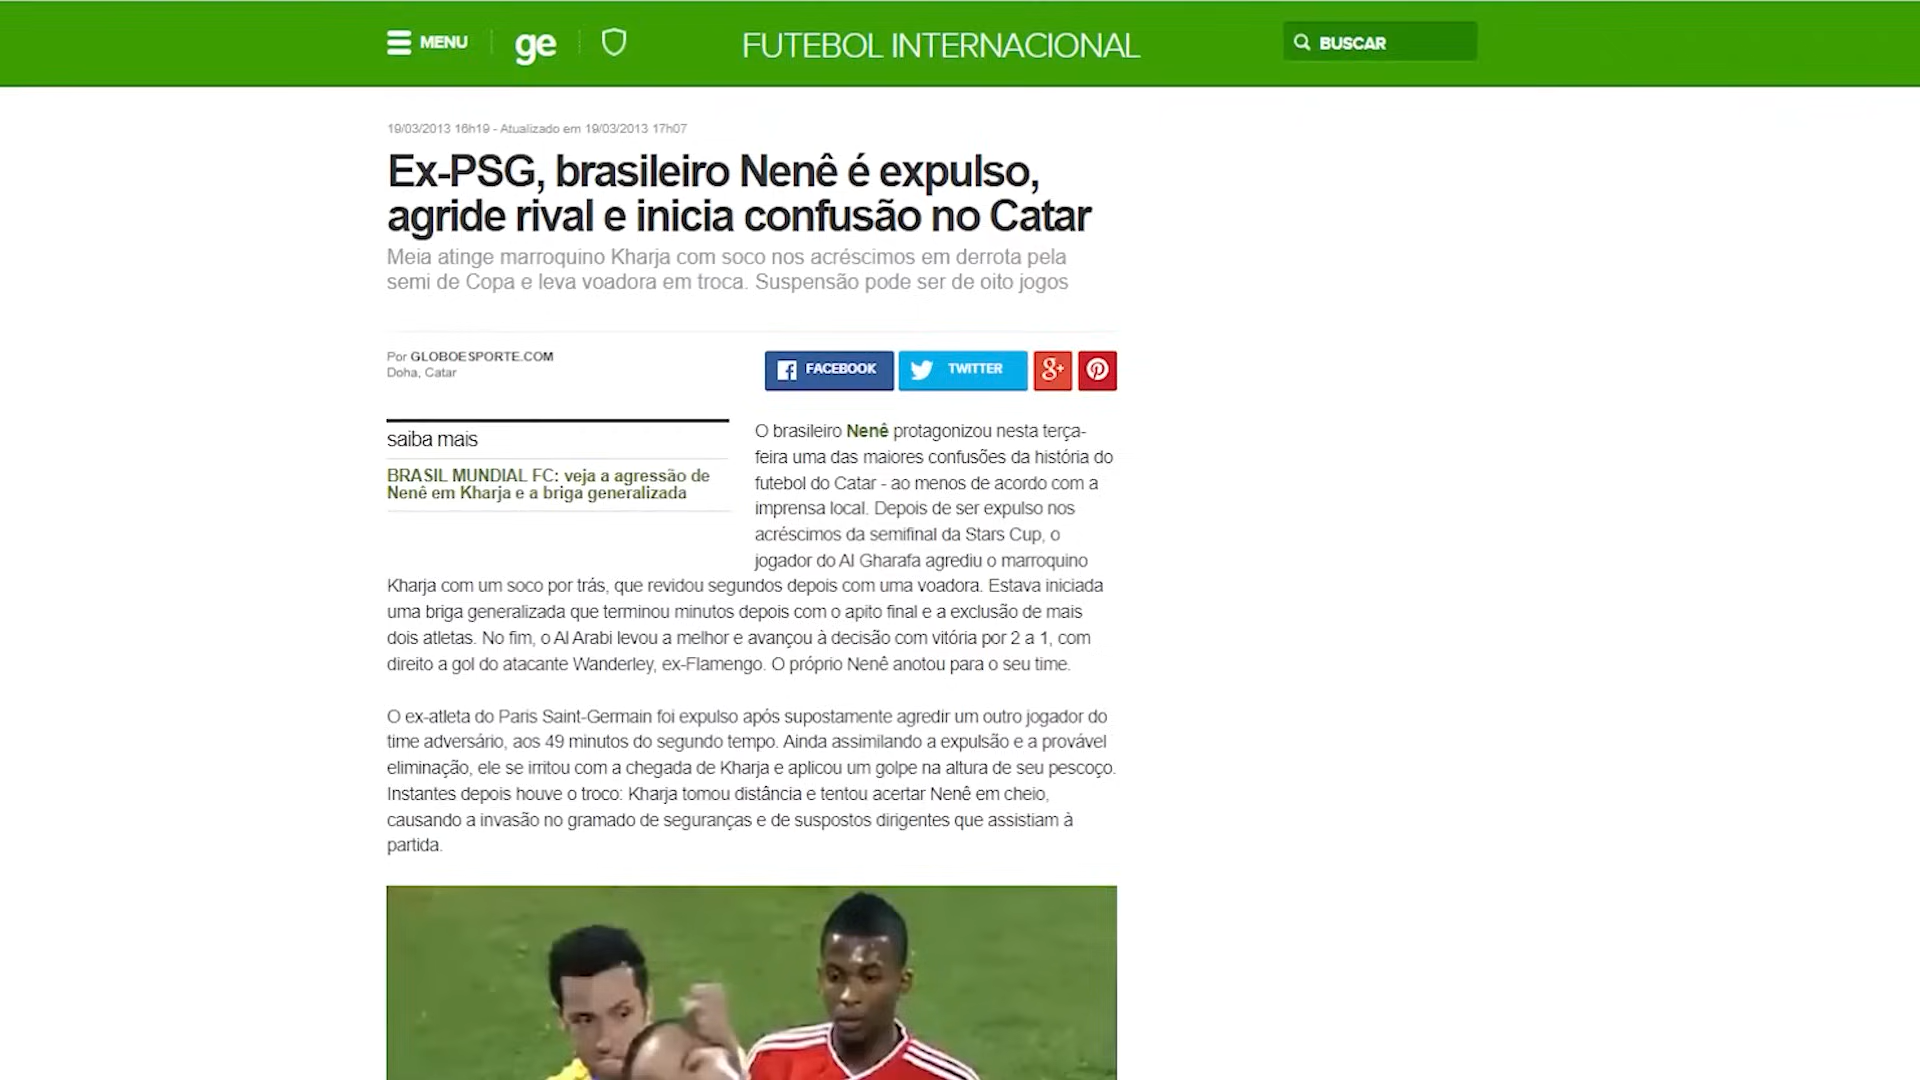 MENU
ge
FUTEBOL INTERNACIONAL
BUSCAR
19/03/2013 16h19 - Atualizado em 19/03/2013 17h07
Ex-PSG, brasileiro Nenê é expulso,
agride rival e inicia confusão no Catar
Meia atinge marroquino Kharja com soco nos acréscimos em derrota pela
semi de Copa e leva voadora em troca. Suspensão pode ser de oito jogos
Por GLOBOESPORTE.COM
Doha, Catar
FACEBOOK
TWITTER
g+
saiba mais
BRASIL MUNDIAL FC: veja a agressão de
Nenê em Kharja e a briga generalizada
O brasileiro Nenê protagonizou nesta terça-
feira uma das maiores confusões da história do
futebol do Catar - ao menos de acordo com a
imprensa local. Depois de ser expulso nos
acréscimos da semifinal da Stars Cup, o
jogador do Al Gharafa agrediu o marroquino
Kharja com um soco por trás, que revidou segundos depois com uma voadora. Estava iniciada
uma briga generalizada que terminou minutos depois com o apito final e a exclusão de mais
dois atletas. No fim, o Al Arabi levou a melhor e avançou à decisão com vitória por 2 a 1, com
direito a gol do atacante Wanderley, ex-Flamengo. O próprio Nenê anotou para o seu time.
O ex-atleta do Paris Saint-Germain foi expulso após supostamente agredir um outro jogador do
time adversário, aos 49 minutos do segundo tempo. Ainda assimilando a expulsão e a provável
eliminação, ele se irritou com a chegada de Kharja e aplicou um golpe na altura de seu pescoço.
Instantes depois houve o troco: Kharja tomou distância e tentou acertar Nenê em cheio,
causando a invasão no gramado de seguranças e de supostos dirigentes que assistiam à
partida.